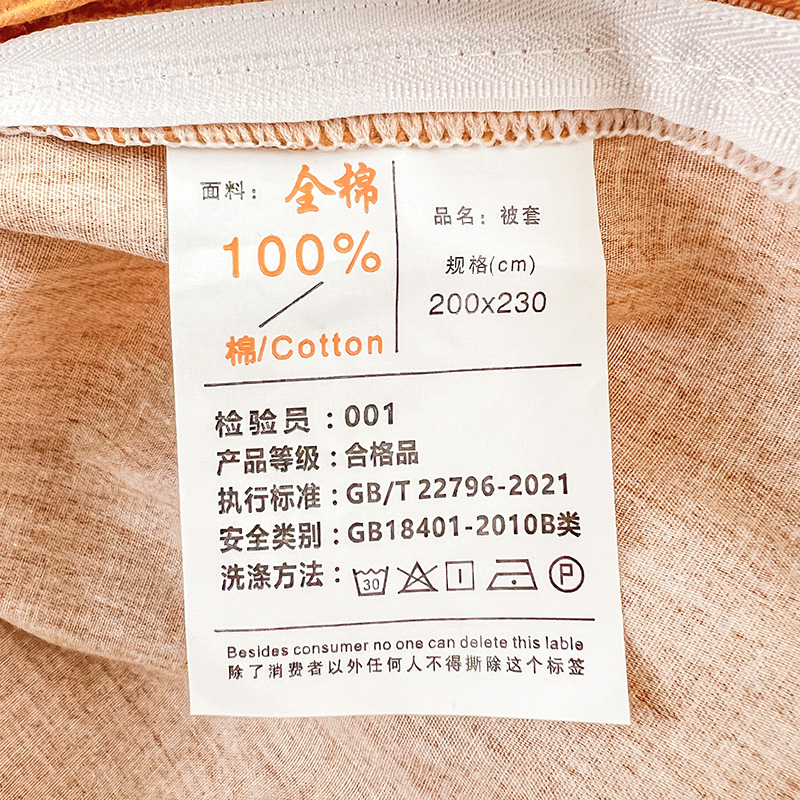 面料：全棉
100%
棉/Cotton
品名：被套
规格(cm)
200x230
检验员：001
产品等级：合格品
执行标准：GB/T 22796-2021
安全类别：GB18401-2010B类
洗涤方法：30 P
Besides consumer no one can delete this lable
除了消费者以外任何人不得撕除这个标签